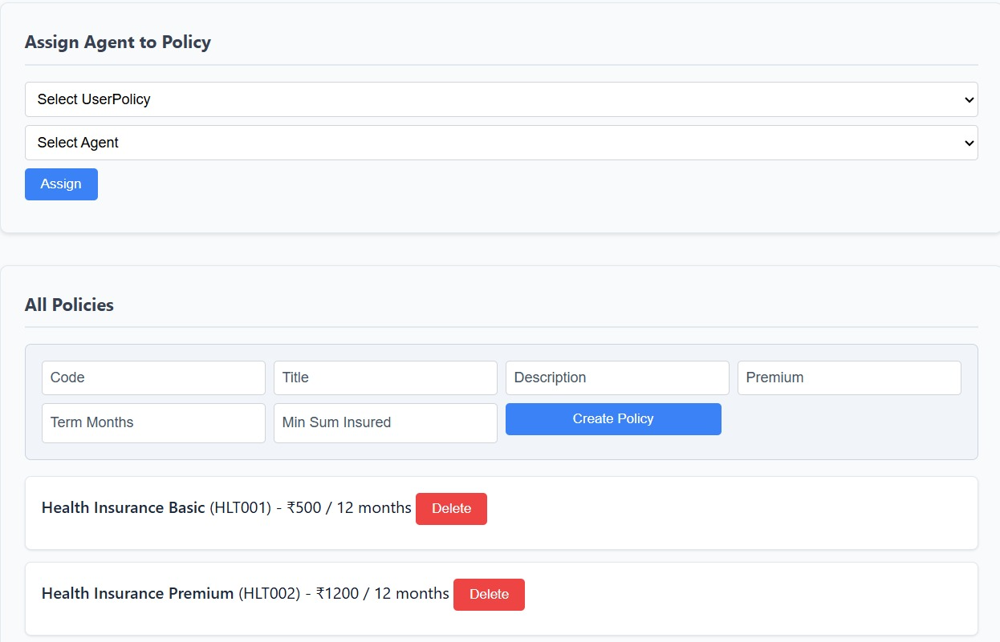 Assign Agent to Policy
Select UserPolicy
Select Agent
Assign
All Policies
Code Title Description Premium
Term Months Min Sum Insured Create Policy
Health Insurance Basic (HLT001) - ₹500 / 12 months Delete
Health Insurance Premium (HLT002) - ₹1200 / 12 months Delete